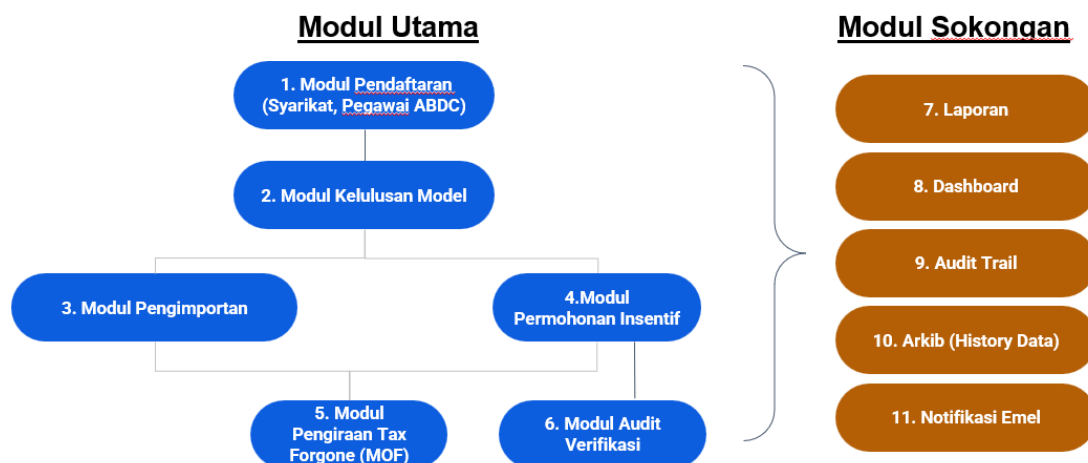 Modul Utama
1. Modul Pendaftaran
(Syarikat, Pegawai ABDC)
2. Modul Kelulusan Model
3. Modul Pengimportan
4.Modul
Permohonan Insentif
5. Modul
Pengiraan Tax
Forgone (MOF)
6. Modul Audit
Verifikasi
Modul Sokongan
7. Laporan
8. Dashboard
9. Audit Trail
10. Arkib (History Data)
11. Notifikasi Emel